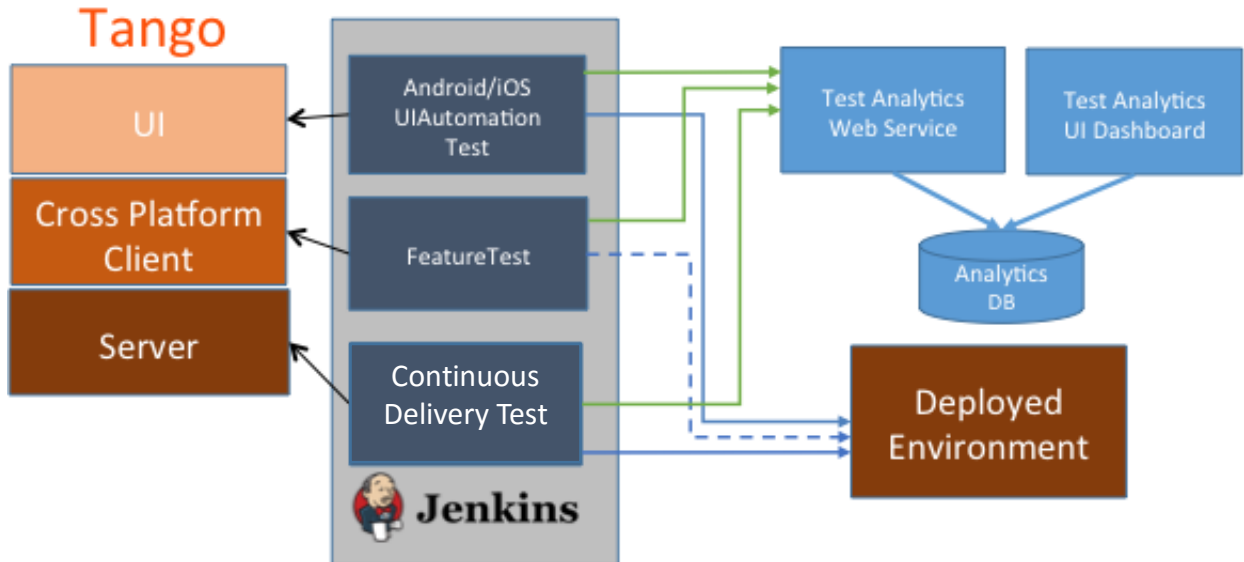 Tango
UI
Cross Platform
Client
Server
Android/iOS
UIAutomation
Test
FeatureTest
Continuous
Delivery Test
Jenkins
Test Analytics
Web Service
Test Analytics
UI Dashboard
Analytics
DB
Deployed
Environment